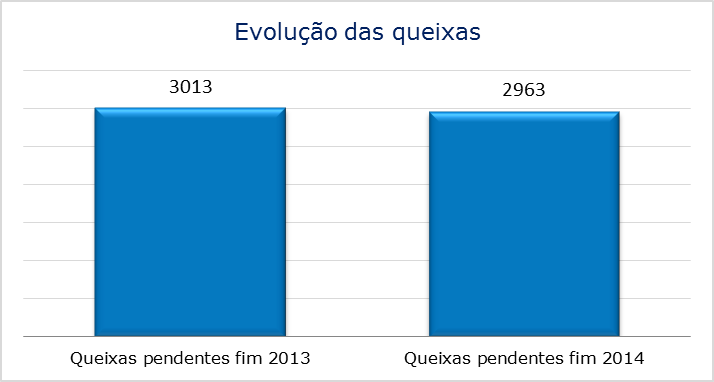 Evolução das queixas
3013
2963
Queixas pendentes fim 2013
Queixas pendentes fim 2014